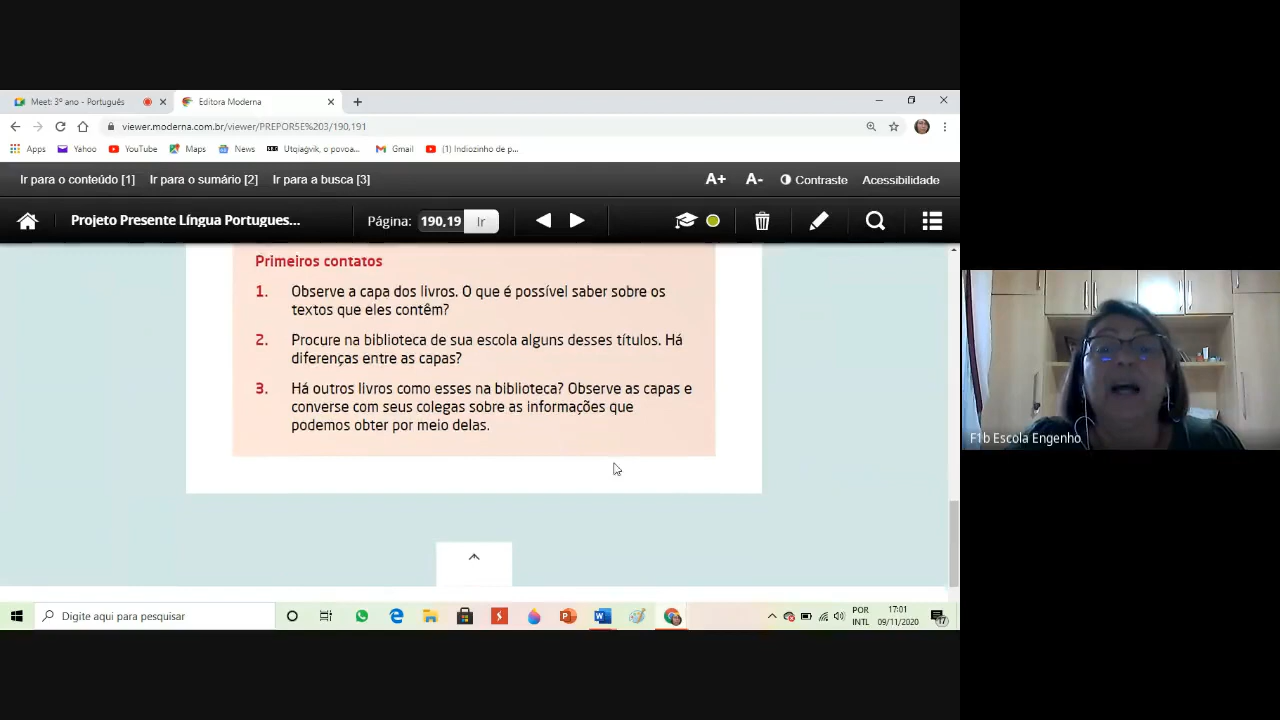 Meet: 3º ano - Português
Editora Moderna
viewer.moderna.com.br/viewer/PREPOR5E%203/190,191
Apps
Yahoo
YouTube
Maps
News
Utqiaġvik, o povoa...
Gmail
(1) Indiozinho de p...
Ir para o conteúdo [1]
Ir para o sumário [2]
Ir para a busca [3]
A+
A-
Contraste
Acessibilidade
Projeto Presente Língua Portugues...
Página:
190,19
Ir
Primeiros contatos
1. Observe a capa dos livros. O que é possível saber sobre os
textos que eles contêm?
2. Procure na biblioteca de sua escola alguns desses títulos. Há
diferenças entre as capas?
3. Há outros livros como esses na biblioteca? Observe as capas e
converse com seus colegas sobre as informações que
podemos obter por meio delas.
F1b Escola Engenho
Digite aqui para pesquisar
POR
INTL
17:01
09/11/2020
17